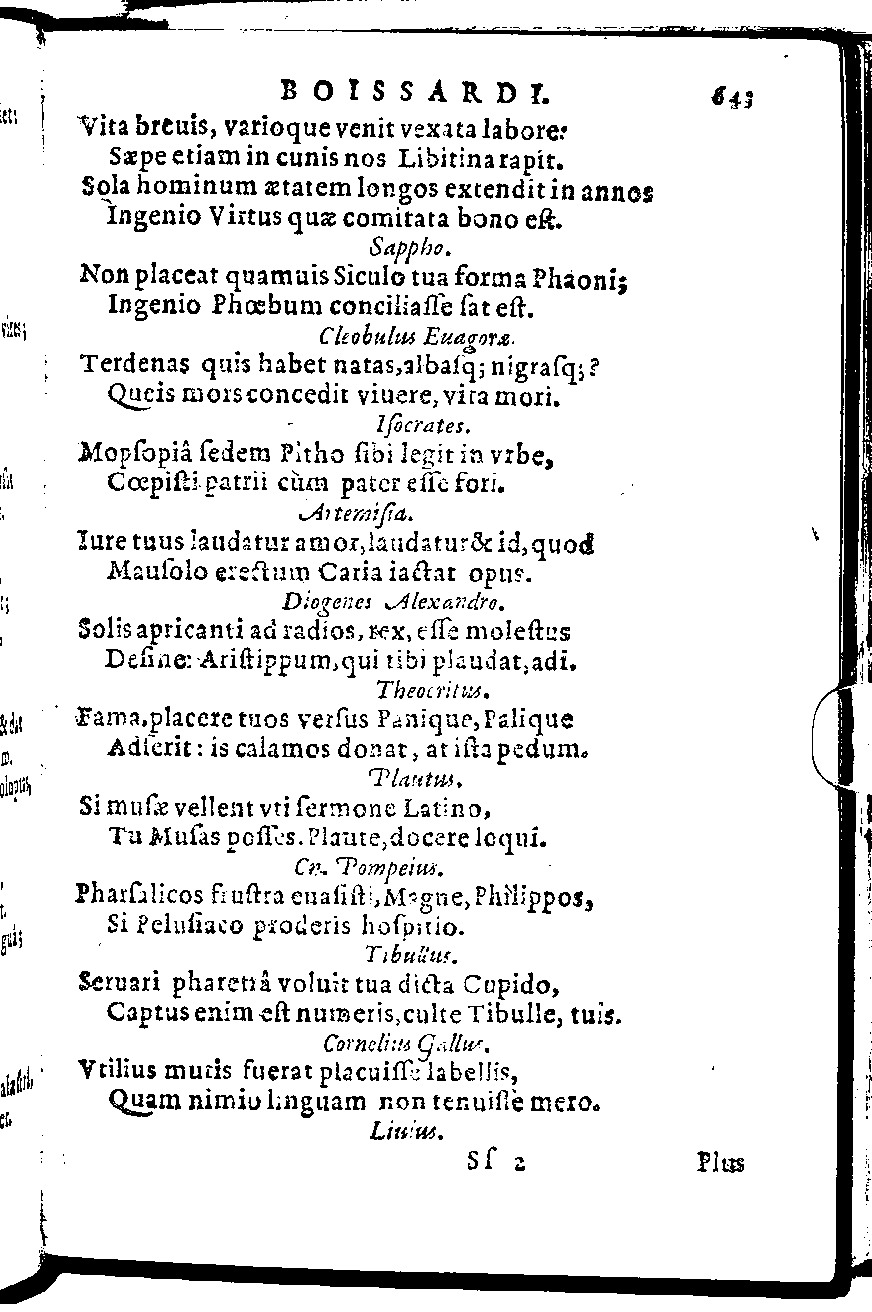 BOISSARDI. 643
Vita breuis, varioque venit vexata labore:
Sæpe etiam in cunis nos Libitina rapit.
Sola hominum ætatem longos extendit in annos
Ingenio Virtus quæ comitata bono est.
Sappho.
Non placeat quamuis Siculo tua forma Phaoni;
Ingenio Phœbum conciliaſſe ſat eſt.
Cleobulus Euagoræ.
Terdenas quis habet natas, albaſq; nigraſq;?
Queis mors concedit viuere, vita mori.
Iſocrates.
Mopſopiâ ſedem Pitho ſibi legit in vrbe,
Cœpiſti patrii cùm pater eſſe fori.
Artemiſia.
Iure tuus laudatur amor, laudatur & id, quod
Mauſolo erectum Caria iactat opus.
Diogenes Alexandro.
Solis apricanti ad radios, rex, eſſe moleſtus
Deſine: Ariſtippum, qui tibi plaudat, adi.
Theocritus.
Fama, placere tuos verſus Panique, Palique
Adſerit: is calamos donat, at iſta pedum.
Plautus.
Si muſæ vellent vti ſermone Latino,
Tu Muſas poſſes. Plaute, docere loqui.
Cn. Pompeius.
Pharſalicos fruſtra euaſiſti, Magne, Philippos,
Si Peluſiaco proderis hoſpitio.
Tibullus.
Seruari pharetrâ voluit tua dicta Cupido,
Captus enim eſt numeris, culte Tibulle, tuis.
Cornelius Gallus.
Vtilius mutis fuerat placuiſſe labellis,
Quam nimio linguam non tenuiſſe mero.
Liuius.
Sſ 2 Plus